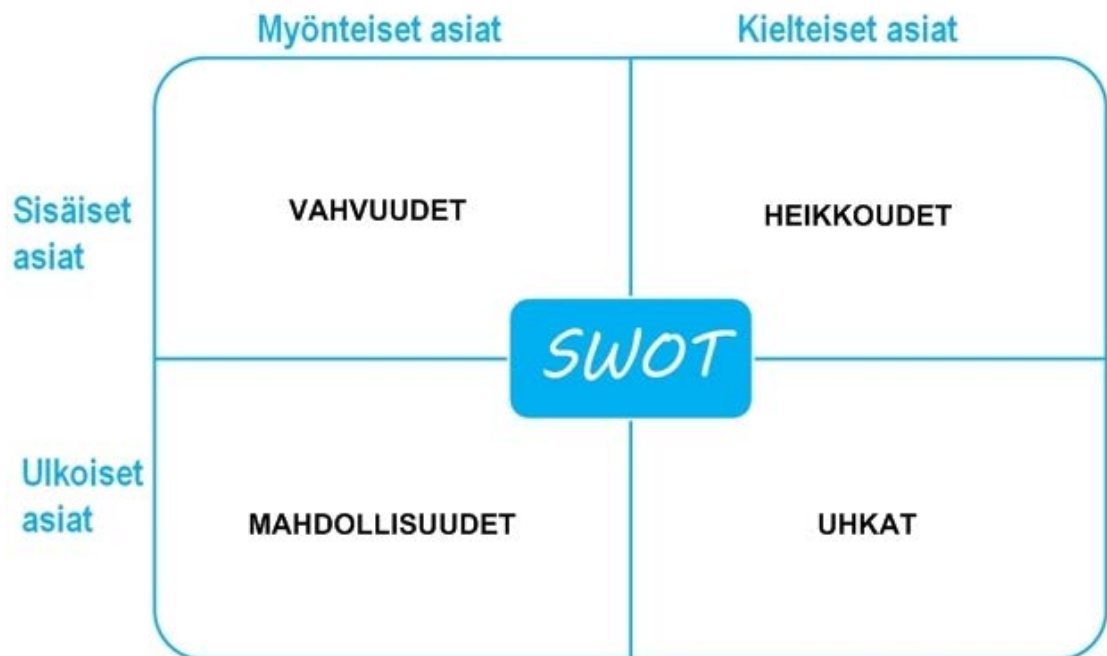 Myönteiset asiat
Kielteiset asiat
Sisäiset
asiat
VAHVUUDET
HEIKKOUDET
SWOT
Ulkoiset
asiat
MAHDOLLISUUDET
UHKAT